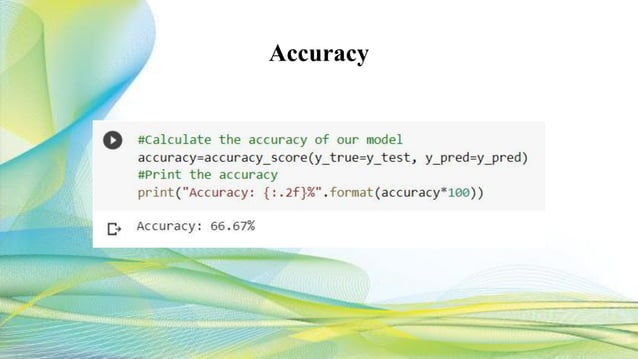 Accuracy
#Calculate the accuracy of our model
accuracy=accuracy_score(y_true=y_test, y_pred=y_pred)
#Print the accuracy
print("Accuracy: {:.2f}%".format(accuracy*100))
Accuracy: 66.67%